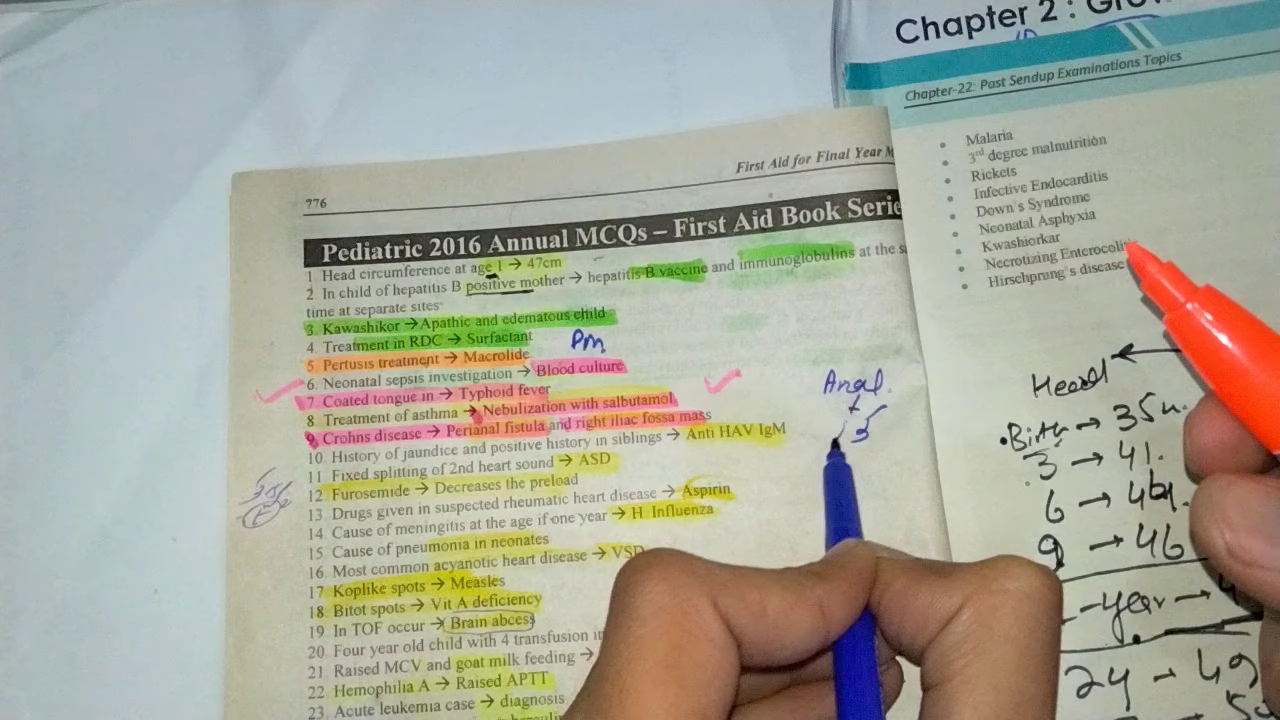 Chapter 2 : Grow
Chapter-22: Past Sendup Examinations Topics
• Malaria
• 3rd degree malnutrition
• Rickets
• Infective Endocarditis
• Down's Syndrome
• Neonatal Asphyxia
• Kwashiorkar
• Necrotizing Enterocoliti
• Hirschprung's disease
776
First Aid for Final Year M
Pediatric 2016 Annual MCQs – First Aid Book Serie
1. Head circumference at age 1 → 47cm
2. In child of hepatitis B positive mother → hepatitis B vaccine and immunoglobulins at the s
time at separate sites
3. Kawashikor → Apathic and edematous child
4. Treatment in RDC → Surfactant
5. Pertusis treatment → Macrolide
6. Neonatal sepsis investigation → Blood culture
7. Coated tongue in → Typhoid fever
8. Treatment of asthma → Nebulization with salbutamol
9. Crohns disease → Perianal fistula and right iliac fossa mass
10. History of jaundice and positive history in siblings → Anti HAV IgM
11. Fixed splitting of 2nd heart sound → ASD
12. Furosemide → Decreases the preload
13. Drugs given in suspected rheumatic heart disease → Aspirin
14. Cause of meningitis at the age if one year → H. Influenza
15. Cause of pneumonia in neonates
16. Most common acyanotic heart disease → VSD
17. Koplike spots → Measles
18. Bitot spots → Vit A deficiency
19. In TOF occur → Brain abcess
20. Four year old child with 4 transfusion i
21. Raised MCV and goat milk feeding →
22. Hemophilia A → Raised APTT
23. Acute leukemia case → diagnosis
Head ←
Birth → 35
3 → 41.
6 → 44
9 → 46
-year →
24 → 49